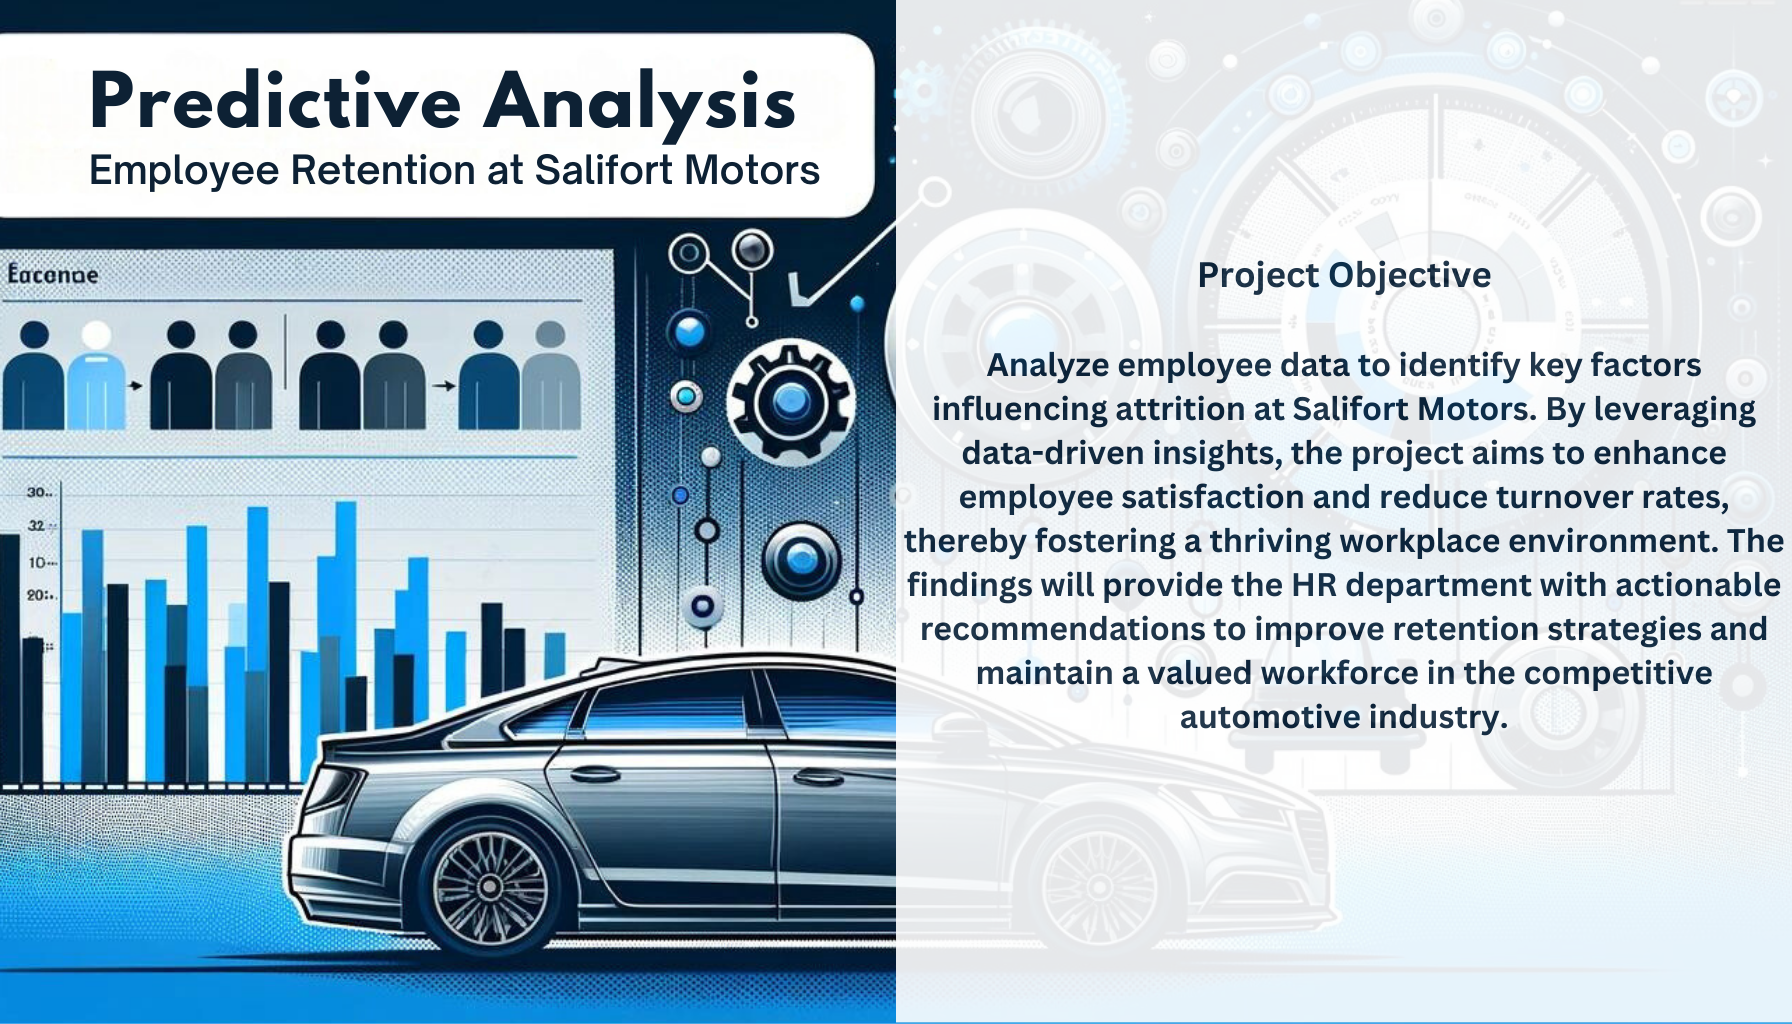 Predictive Analysis
Employee Retention at Salifort Motors
Eaconae
30..
32
10
20:.
Project Objective
Analyze employee data to identify key factors
influencing attrition at Salifort Motors. By leveraging
data-driven insights, the project aims to enhance
employee satisfaction and reduce turnover rates,
thereby fostering a thriving workplace environment. The
findings will provide the HR department with actionable
recommendations to improve retention strategies and
maintain a valued workforce in the competitive
automotive industry.